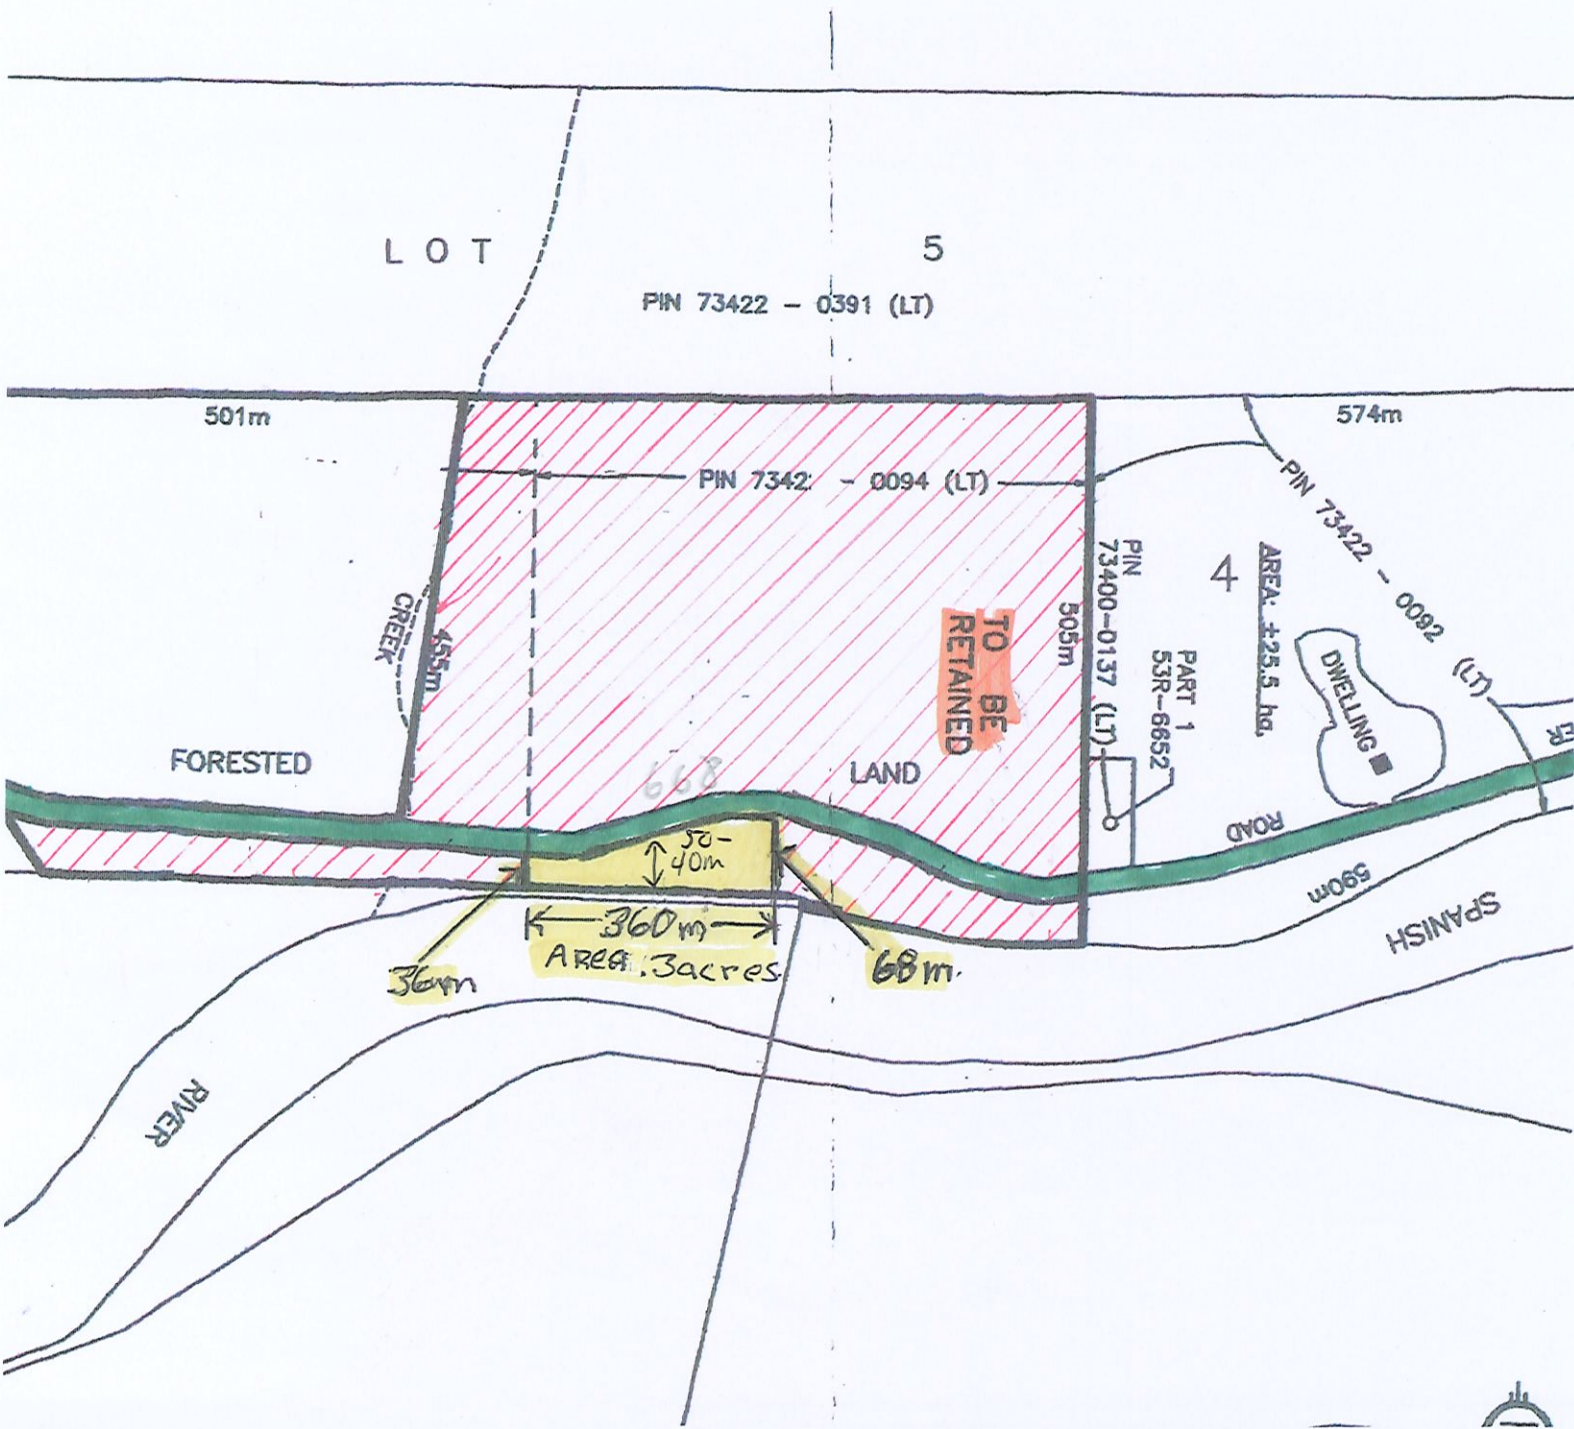 LOT 5
PIN 73422 - 0391 (LT)
501m
574m
PIN 7342 - 0094 (LT)
PIN 73422 - 0092 (LT)
PIN
73400-0137 (LT)
4
AREA: ±25.5 ha.
PART 1
53R-6652
DWELLING
505m
TO BE
RETAINED
CREEK
455m
FORESTED
LAND
668
ROAD
ER
590m
SPANISH
50-
40m
360m
Area: 3acres
36m
68m.
RIVER